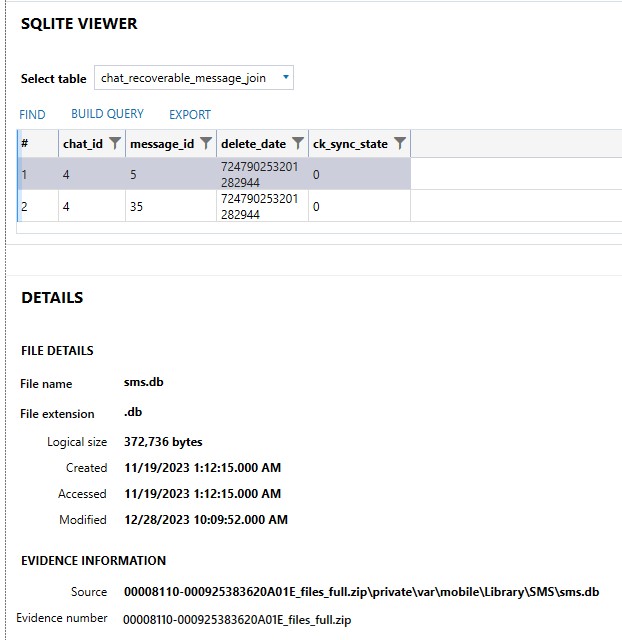 SQLITE VIEWER
Select table chat_recoverable_message_join
FIND BUILD QUERY EXPORT
# chat_id message_id delete_date ck_sync_state
1 4 5 724790253201282944 0
2 4 35 724790253201282944 0
DETAILS
FILE DETAILS
File name sms.db
File extension .db
Logical size 372,736 bytes
Created 11/19/2023 1:12:15.000 AM
Accessed 11/19/2023 1:12:15.000 AM
Modified 12/28/2023 10:09:52.000 AM
EVIDENCE INFORMATION
Source 00008110-000925383620A01E_files_full.zip\private\var\mobile\Library\SMS\sms.db
Evidence number 00008110-000925383620A01E_files_full.zip